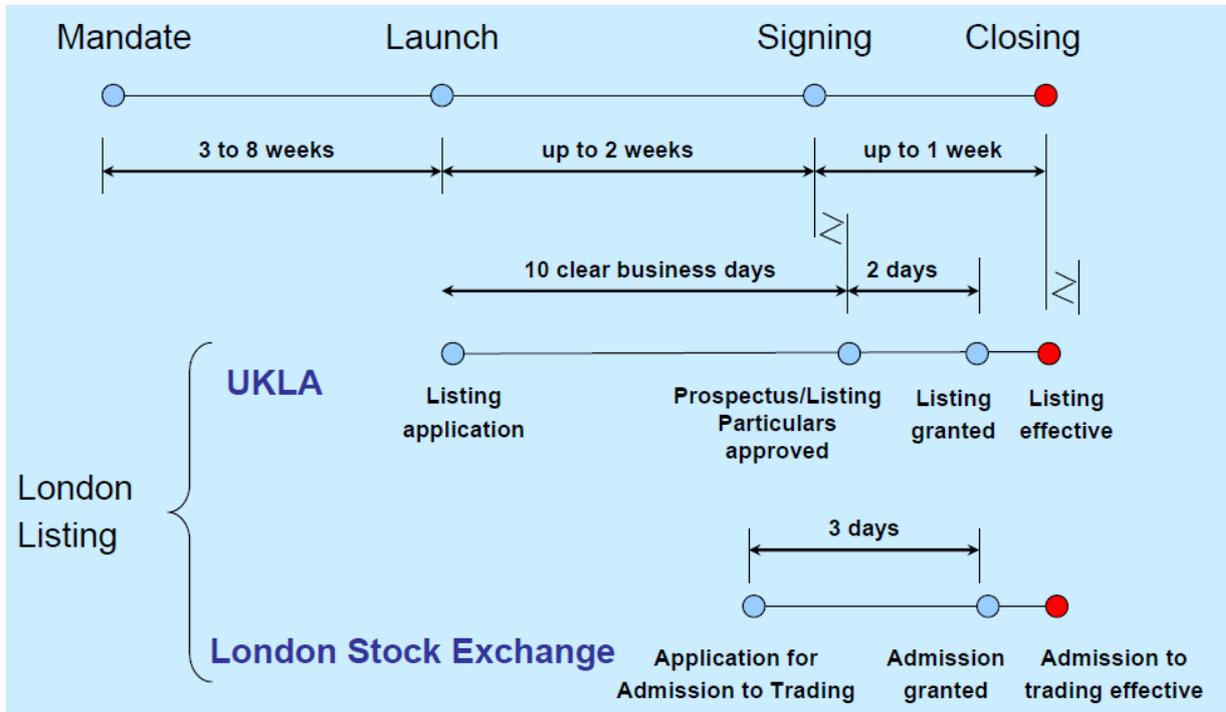 Mandate
Launch
Signing
Closing
3 to 8 weeks
up to 2 weeks
up to 1 week
≥
10 clear business days
2 days
≥
UKLA
Listing
application
Prospectus/Listing
Particulars
approved
Listing
granted
Listing
effective
London
Listing
3 days
London Stock Exchange
Application for
Admission to Trading
Admission
granted
Admission to
trading effective